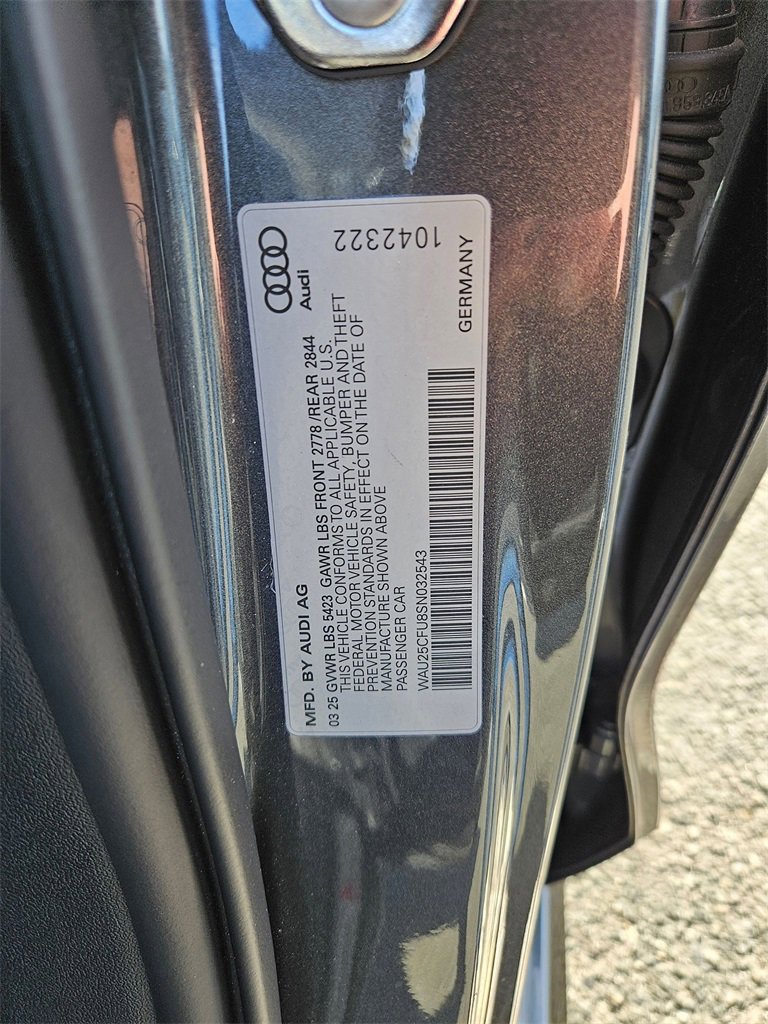 MFD. BY AUDI AG
Audi
03 25 GVWR LBS 5423 GAWR LBS FRONT 2778 /REAR 2844
THIS VEHICLE CONFORMS TO ALL APPLICABLE U.S.
FEDERAL MOTOR VEHICLE SAFETY, BUMPER AND THEFT
PREVENTION STANDARDS IN EFFECT ON THE DATE OF
MANUFACTURE SHOWN ABOVE
PASSENGER CAR
WAU25CFU8SN032543
GERMANY
1042322